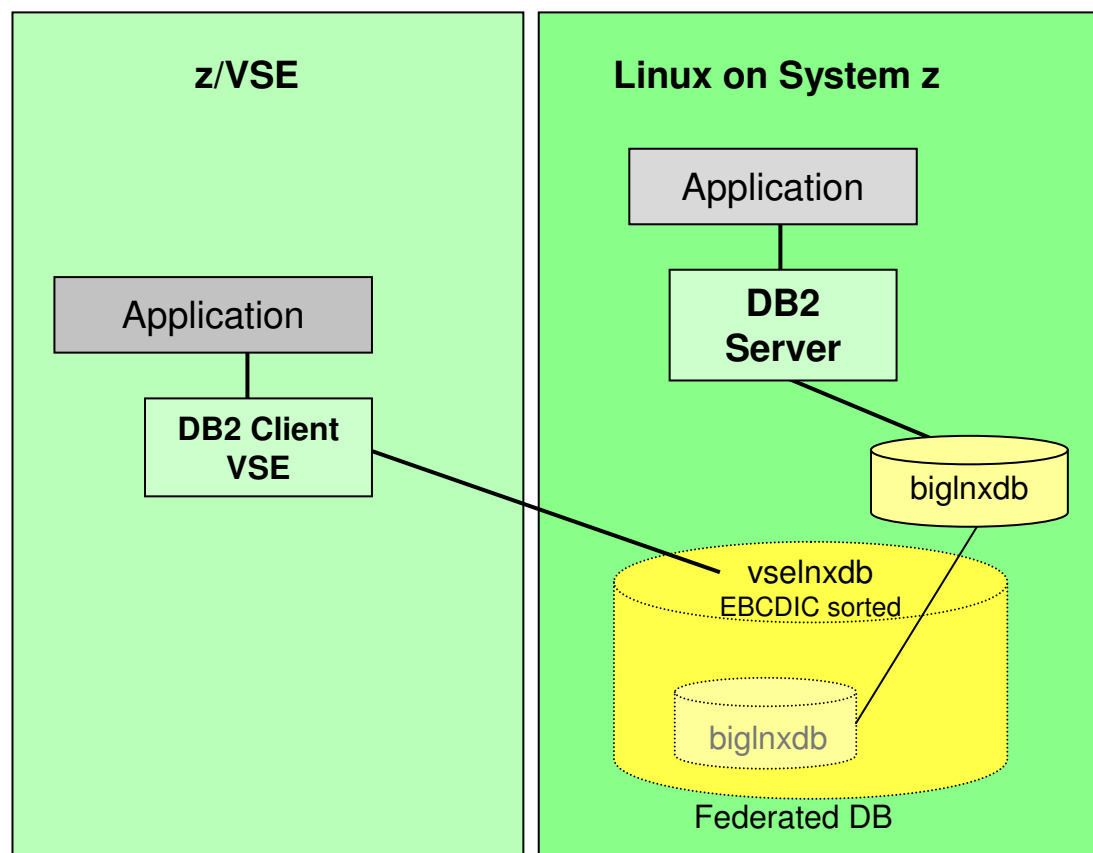 z/VSE
Linux on System z
Application
DB2
Server
Application
DB2 Client
VSE
biglnxdb
vselnxdb
EBCDIC sorted
biglnxdb
Federated DB